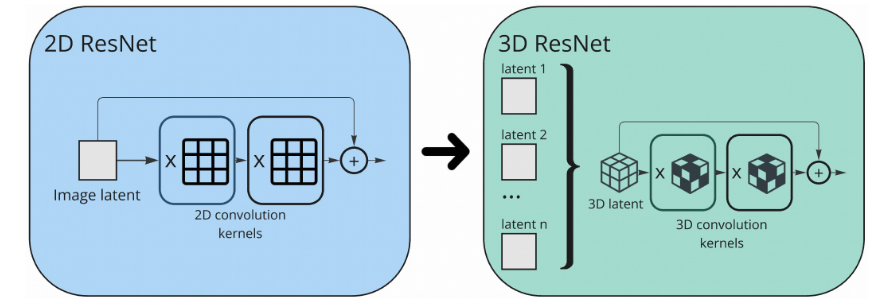 2D ResNet
x
x
+
Image latent
2D convolution
kernels
3D ResNet
latent 1
latent 2
...
latent n
x
x
+
3D latent
3D convolution
kernels